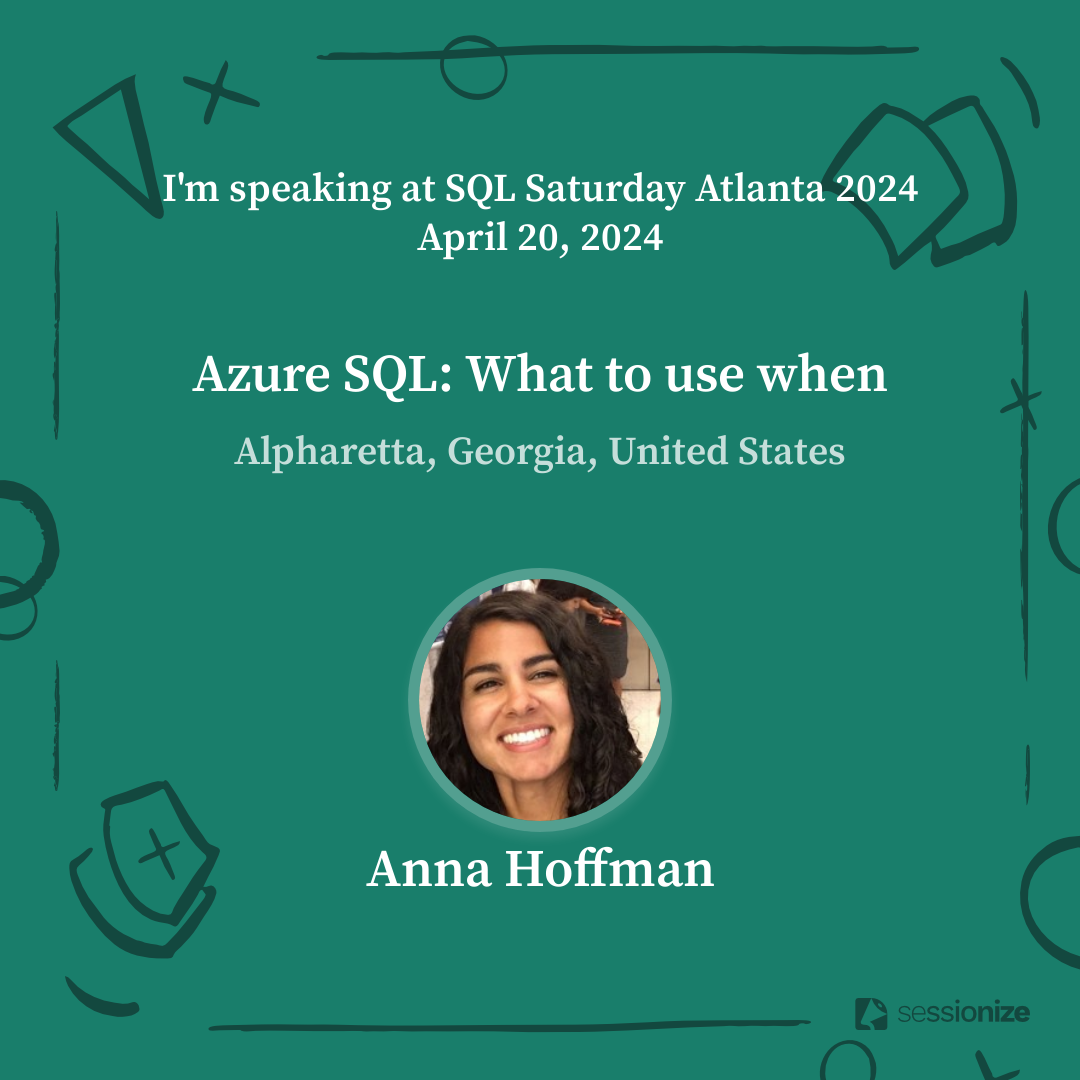 I'm speaking at SQL Saturday Atlanta 2024
April 20, 2024
Azure SQL: What to use when
Alpharetta, Georgia, United States
Anna Hoffman
sessionize